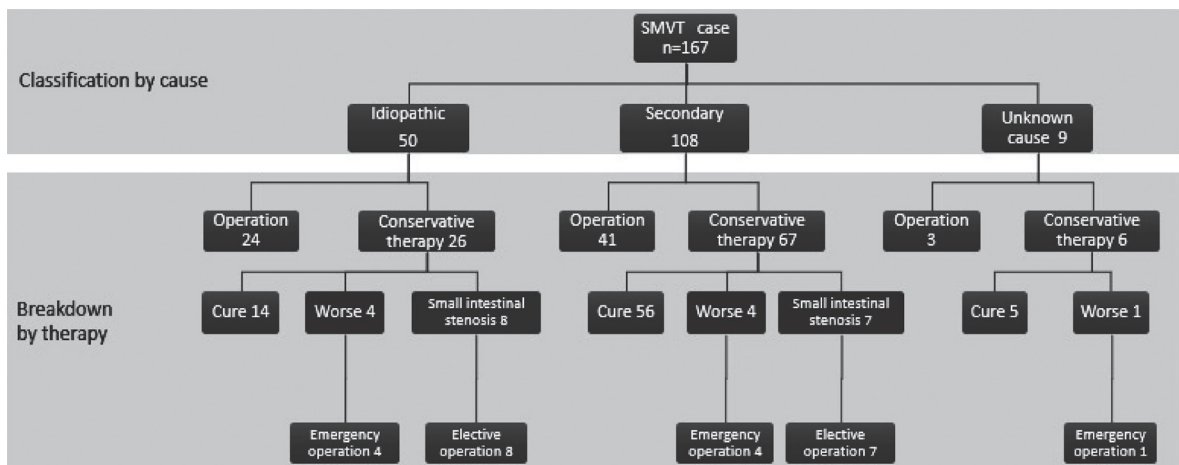 SMVT case
n=167
Classification by cause
Idiopathic
50
Secondary
108
Unknown
cause 9
Operation
24
Conservative
therapy 26
Operation
41
Conservative
therapy 67
Operation
3
Conservative
therapy 6
Breakdown
by therapy
Cure 14
Worse 4
Small intestinal
stenosis 8
Cure 56
Worse 4
Small intestinal
stenosis 7
Cure 5
Worse 1
Emergency
operation 4
Elective
operation 8
Emergency
operation 4
Elective
operation 7
Emergency
operation 1